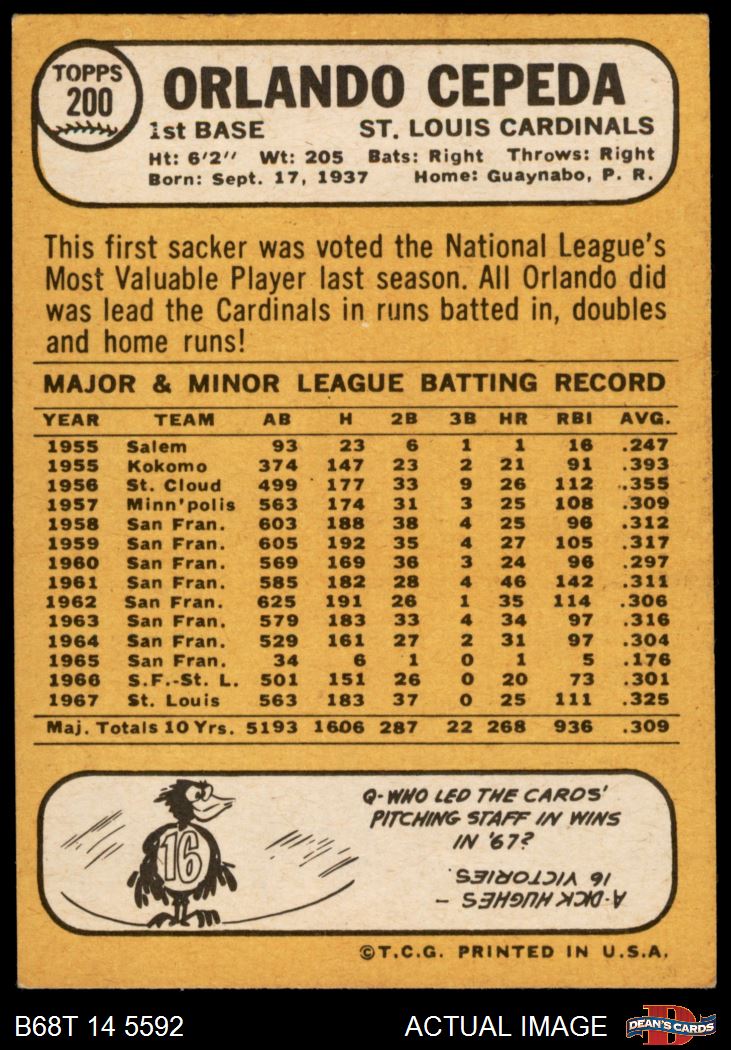 TOPPS
200
ORLANDO CEPEDA
1st BASE ST. LOUIS CARDINALS
Ht: 6'2" Wt: 205 Bats: Right Throws: Right
Born: Sept. 17, 1937 Home: Guaynabo, P. R.
This first sacker was voted the National League's
Most Valuable Player last season. All Orlando did
was lead the Cardinals in runs batted in, doubles
and home runs!
MAJOR & MINOR LEAGUE BATTING RECORD
YEAR TEAM AB H 2B 3B HR RBI AVG.
1955 Salem 93 23 6 1 1 16 .247
1955 Kokomo 374 147 23 2 21 91 .393
1956 St. Cloud 499 177 33 9 26 112 .355
1957 Minn'polis 563 174 31 3 25 108 .309
1958 San Fran. 603 188 38 4 25 96 .312
1959 San Fran. 605 192 35 4 27 105 .317
1960 San Fran. 569 169 36 3 24 96 .297
1961 San Fran. 585 182 28 4 46 142 .311
1962 San Fran. 625 191 26 1 35 114 .306
1963 San Fran. 579 183 33 4 34 97 .316
1964 San Fran. 529 161 27 2 31 97 .304
1965 San Fran. 34 6 1 0 1 5 .176
1966 S.F.-St. L. 501 151 26 0 20 73 .301
1967 St. Louis 563 183 37 0 25 111 .325
Maj. Totals 10 Yrs. 5193 1606 287 22 268 936 .309
16
Q-WHO LED THE CARDS'
PITCHING STAFF IN WINS
IN '67?
A-DICK HUGHES –
16 VICTORIES.
©T.C.G. PRINTED IN U.S.A.
B68T 14 5592 ACTUAL IMAGE
D
DEAN'S CARDS